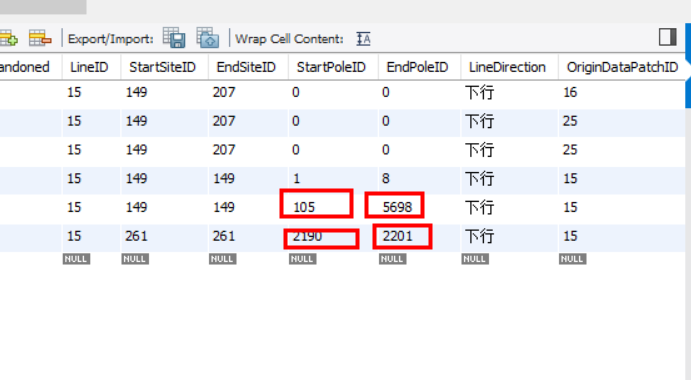 Export/Import: Wrap Cell Content:
andoned LineID StartSiteID EndSiteID StartPoleID EndPoleID LineDirection OriginDataPatchID
15 149 207 0 0 下行 16
15 149 207 0 0 下行 25
15 149 207 0 0 下行 25
15 149 149 1 8 下行 15
15 149 149 105 5698 下行 15
15 261 261 2190 2201 下行 15
NULL NULL NULL NULL NULL NULL NULL